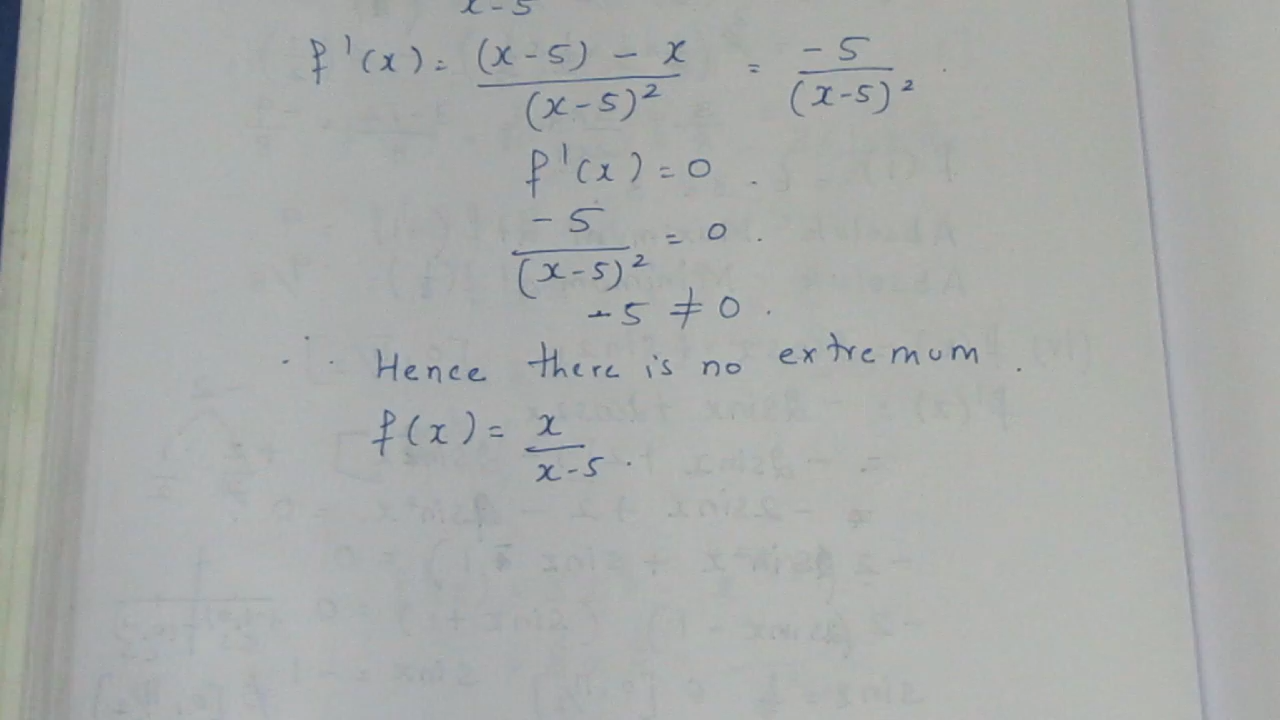 x-5
f'(x) = (x-5) - x / (x-5)² = -5 / (x-5)² .
f'(x) = 0 .
-5 / (x-5)² = 0 .
-5 ≠ 0 .
∴ Hence there is no extremum .
f(x) = x / x-5 .